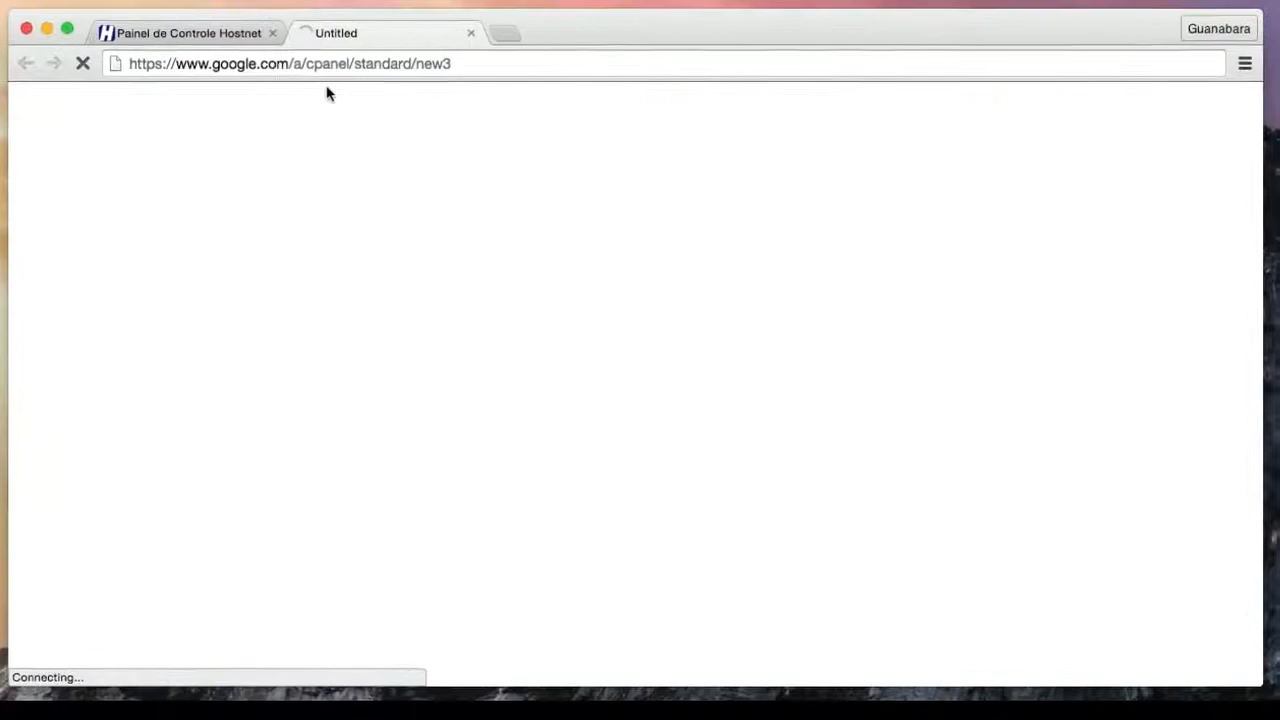 Painel de Controle Hostnet
Untitled
Guanabara
https://www.google.com/a/cpanel/standard/new3
Connecting...